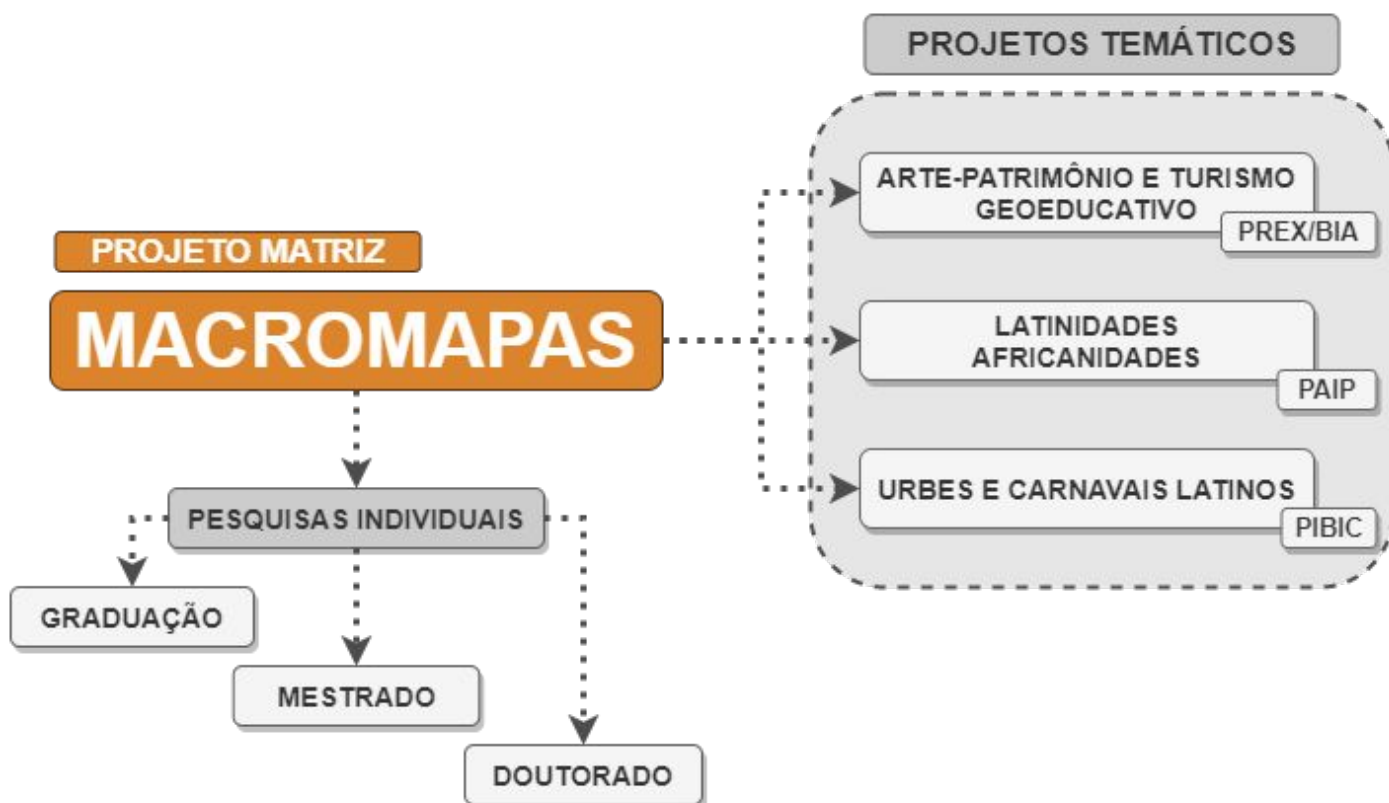 PROJETOS TEMÁTICOS
ARTE-PATRIMÔNIO E TURISMO
GEOEDUCATIVO
PREX/BIA
PROJETO MATRIZ
MACROMAPAS
LATINIDADES
AFRICANIDADES
PAIP
URBES E CARNAVAIS LATINOS
PIBIC
PESQUISAS INDIVIDUAIS
GRADUAÇÃO
MESTRADO
DOUTORADO